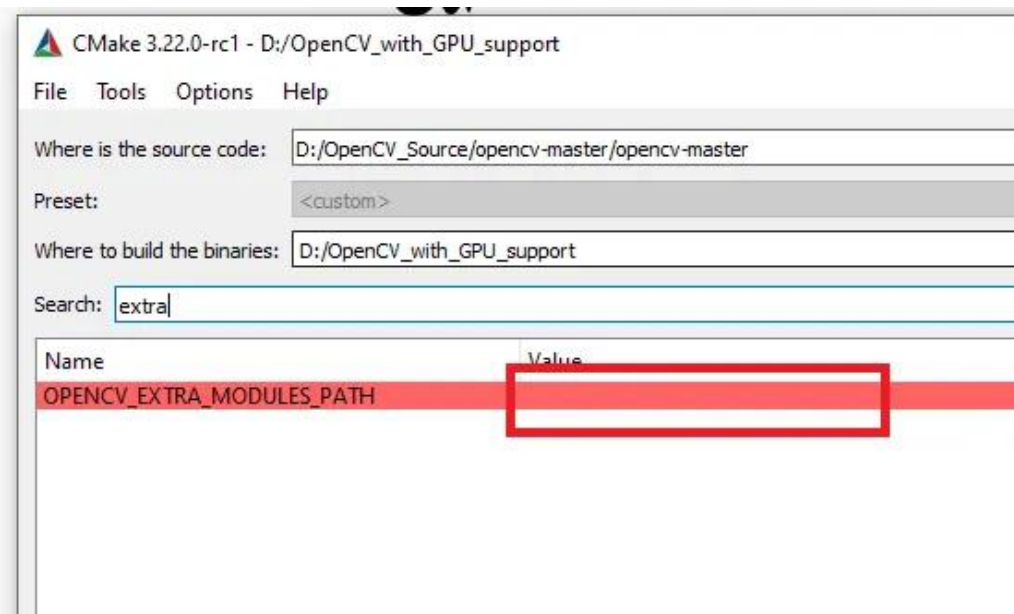 CMake 3.22.0-rc1 - D:/OpenCV_with_GPU_support
File Tools Options Help
Where is the source code: D:/OpenCV_Source/opencv-master/opencv-master
Preset: <custom>
Where to build the binaries: D:/OpenCV_with_GPU_support
Search: extra
Name Value
OPENCV_EXTRA_MODULES_PATH